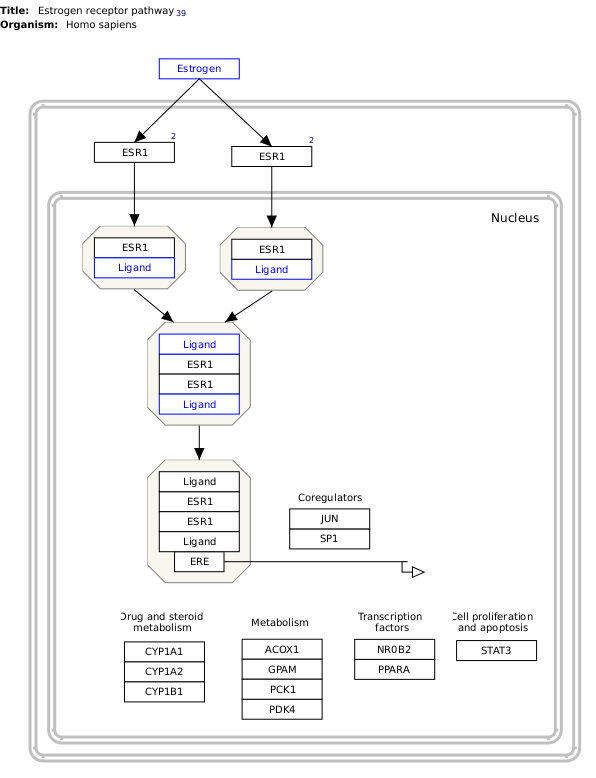 Title: Estrogen receptor pathway 39
Organism: Homo sapiens
Estrogen
2
ESR1
2
ESR1
Nucleus
ESR1
Ligand
ESR1
Ligand
Ligand
ESR1
ESR1
Ligand
Ligand
ESR1
ESR1
Ligand
ERE
Coregulators
JUN
SP1
Drug and steroid
metabolism
CYP1A1
CYP1A2
CYP1B1
Metabolism
ACOX1
GPAM
PCK1
PDK4
Transcription
factors
NR0B2
PPARA
Cell proliferation
and apoptosis
STAT3